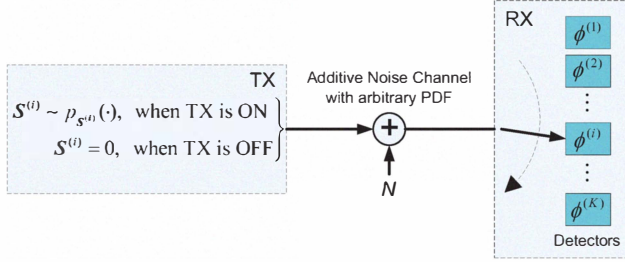 TX
S^{(i)} ~ p_{S^{(i)}}(·), when TX is ON
S^{(i)} = 0, when TX is OFF
Additive Noise Channel
with arbitrary PDF
+
N
RX
ϕ^{(1)}
ϕ^{(2)}
⋮
ϕ^{(i)}
⋮
ϕ^{(K)}
Detectors